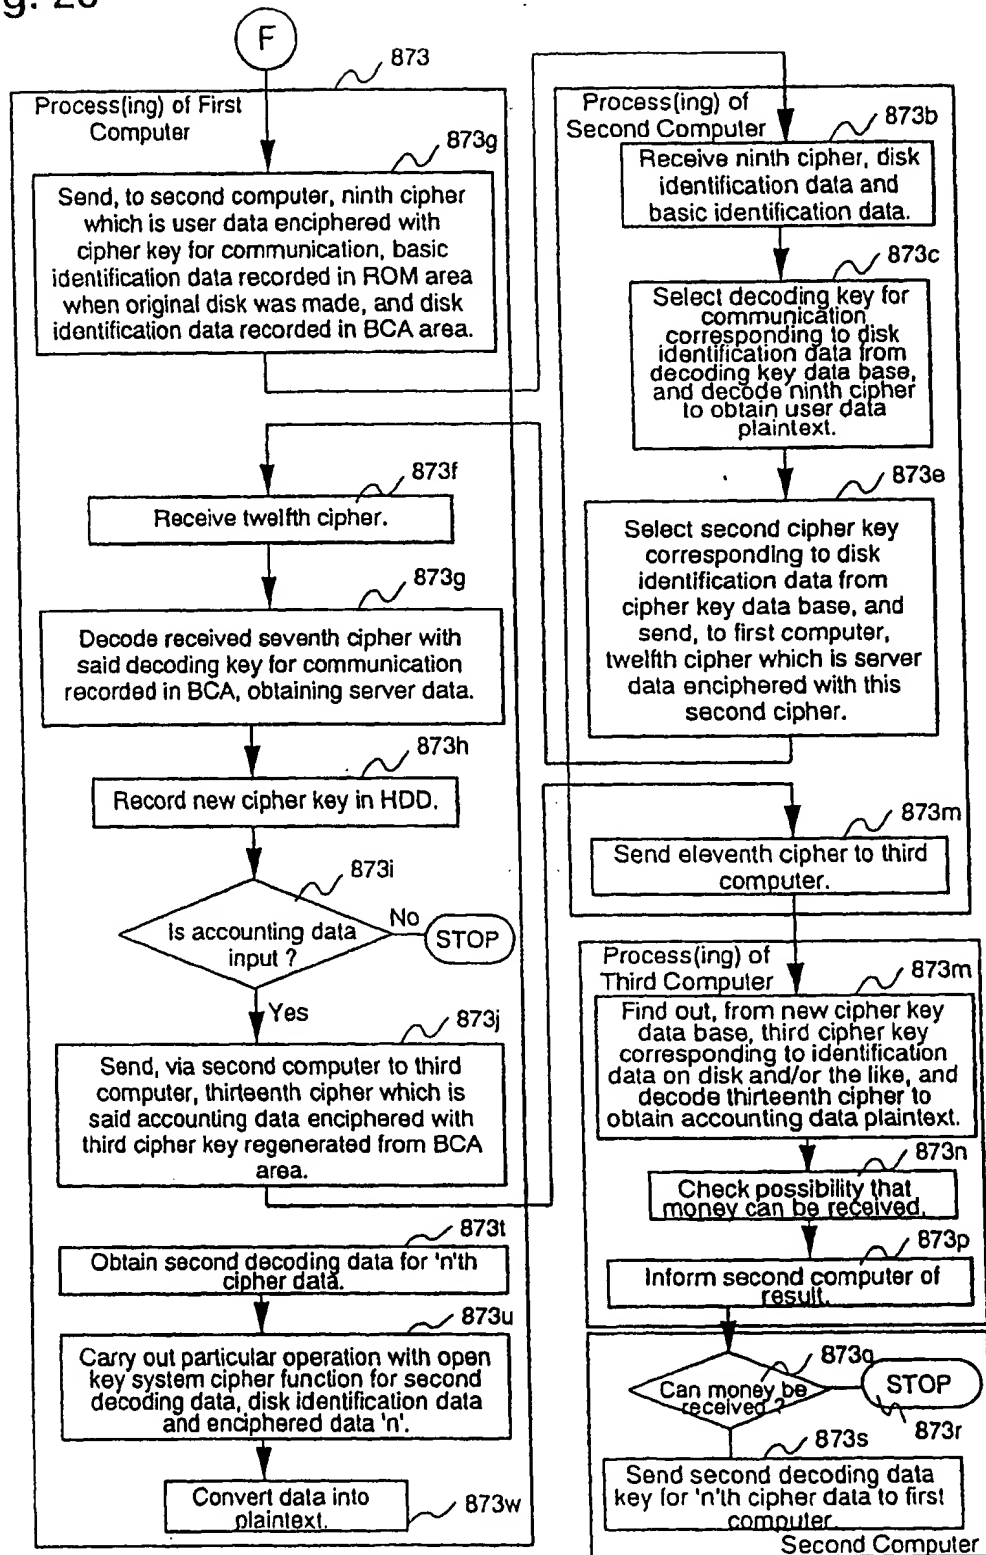 g. 20
F
873
Process(ing) of First
Computer
873g
Send, to second computer, ninth cipher
which is user data enciphered with
cipher key for communication, basic
identification data recorded in ROM area
when original disk was made, and disk
identification data recorded in BCA area.
873f
Receive twelfth cipher.
873g
Decode received seventh cipher with
said decoding key for communication
recorded in BCA, obtaining server data.
873h
Record new cipher key in HDD.
873i
Is accounting data
input ?
No
STOP
Yes
873j
Send, via second computer to third
computer, thirteenth cipher which is
said accounting data enciphered with
third cipher key regenerated from BCA
area.
873t
Obtain second decoding data for 'n'th
cipher data.
873u
Carry out particular operation with open
key system cipher function for second
decoding data, disk identification data
and enciphered data 'n'.
Convert data into
plaintext.
873w
Process(ing) of
Second Computer
873b
Receive ninth cipher, disk
identification data and
basic identification data.
873c
Select decoding key for
communication
corresponding to disk
identification data from
decoding key data base,
and decode ninth cipher
to obtain user data
plaintext.
873e
Select second cipher key
corresponding to disk
identification data from
cipher key data base, and
send, to first computer,
twelfth cipher which is server
data enciphered with this
second cipher.
873m
Send eleventh cipher to third
computer.
Process(ing) of
Third Computer
873m
Find out, from new cipher key
data base, third cipher key
corresponding to identification
data on disk and/or the like, and
decode thirteenth cipher to
obtain accounting data plaintext.
873n
Check possibility that
money can be received.
873p
Inform second computer of
result.
873q
Can money be
received ?
STOP
873r
873s
Send second decoding data
key for 'n'th cipher data to first
computer.
Second Computer